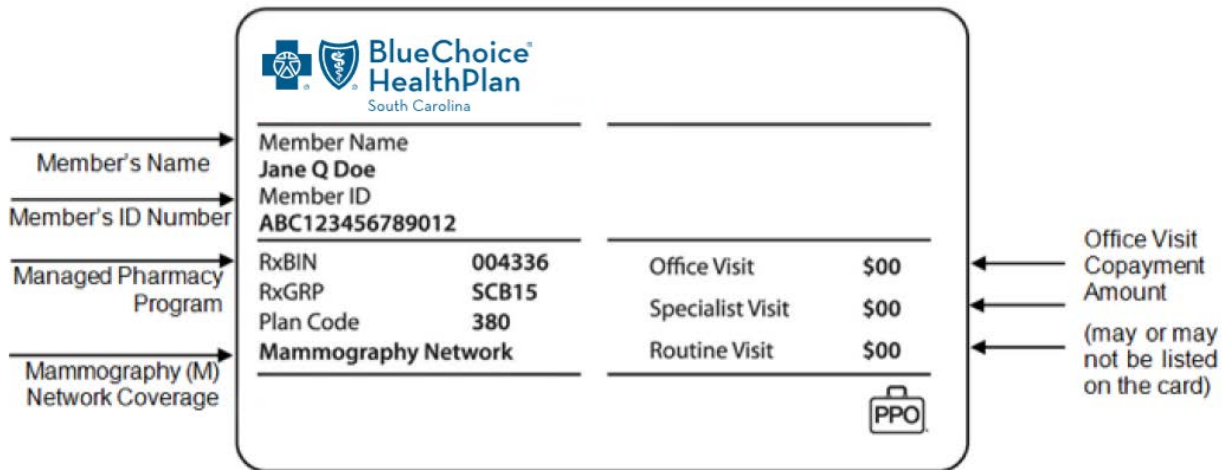 BlueChoice®
HealthPlan
South Carolina
Member's Name
Member Name
Jane Q Doe
Member's ID Number
Member ID
ABC123456789012
Managed Pharmacy
Program
RxBIN 004336
RxGRP SCB15
Plan Code 380
Mammography Network
Mammography (M)
Network Coverage
Office Visit $00
Specialist Visit $00
Routine Visit $00
PPO
Office Visit
Copayment
Amount
(may or may
not be listed
on the card)